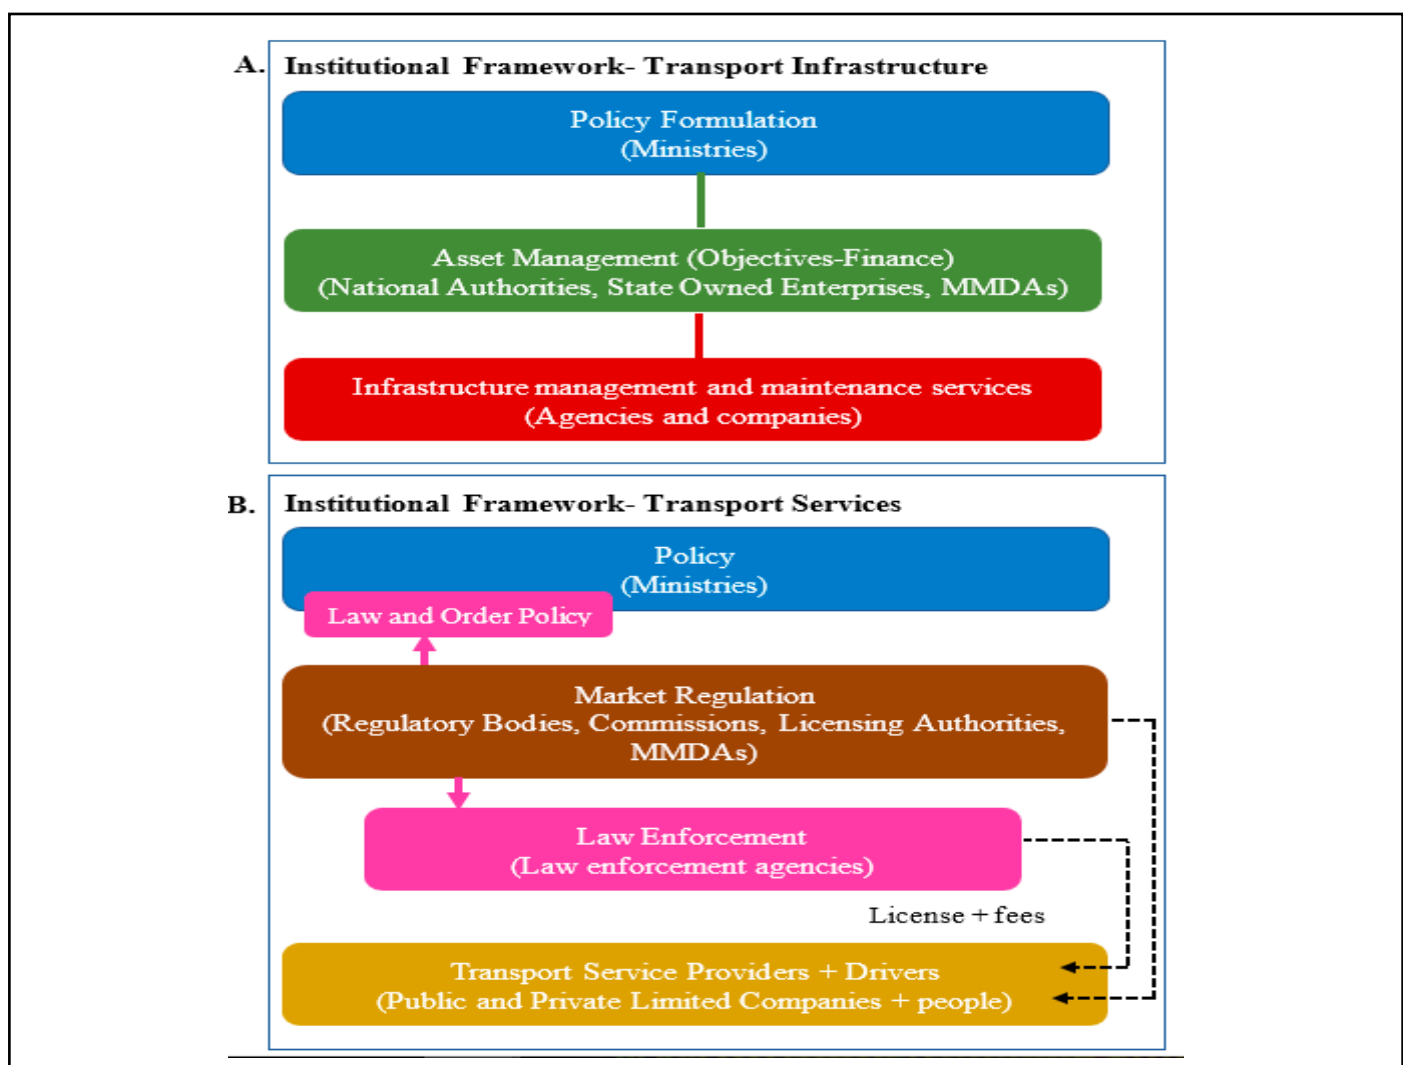 A. Institutional Framework- Transport Infrastructure
Policy Formulation
(Ministries)
Asset Management (Objectives-Finance)
(National Authorities, State Owned Enterprises, MMDAs)
Infrastructure management and maintenance services
(Agencies and companies)
B. Institutional Framework- Transport Services
Policy
(Ministries)
Law and Order Policy
Market Regulation
(Regulatory Bodies, Commissions, Licensing Authorities,
MMDAs)
Law Enforcement
(Law enforcement agencies)
License + fees
Transport Service Providers + Drivers
(Public and Private Limited Companies + people)